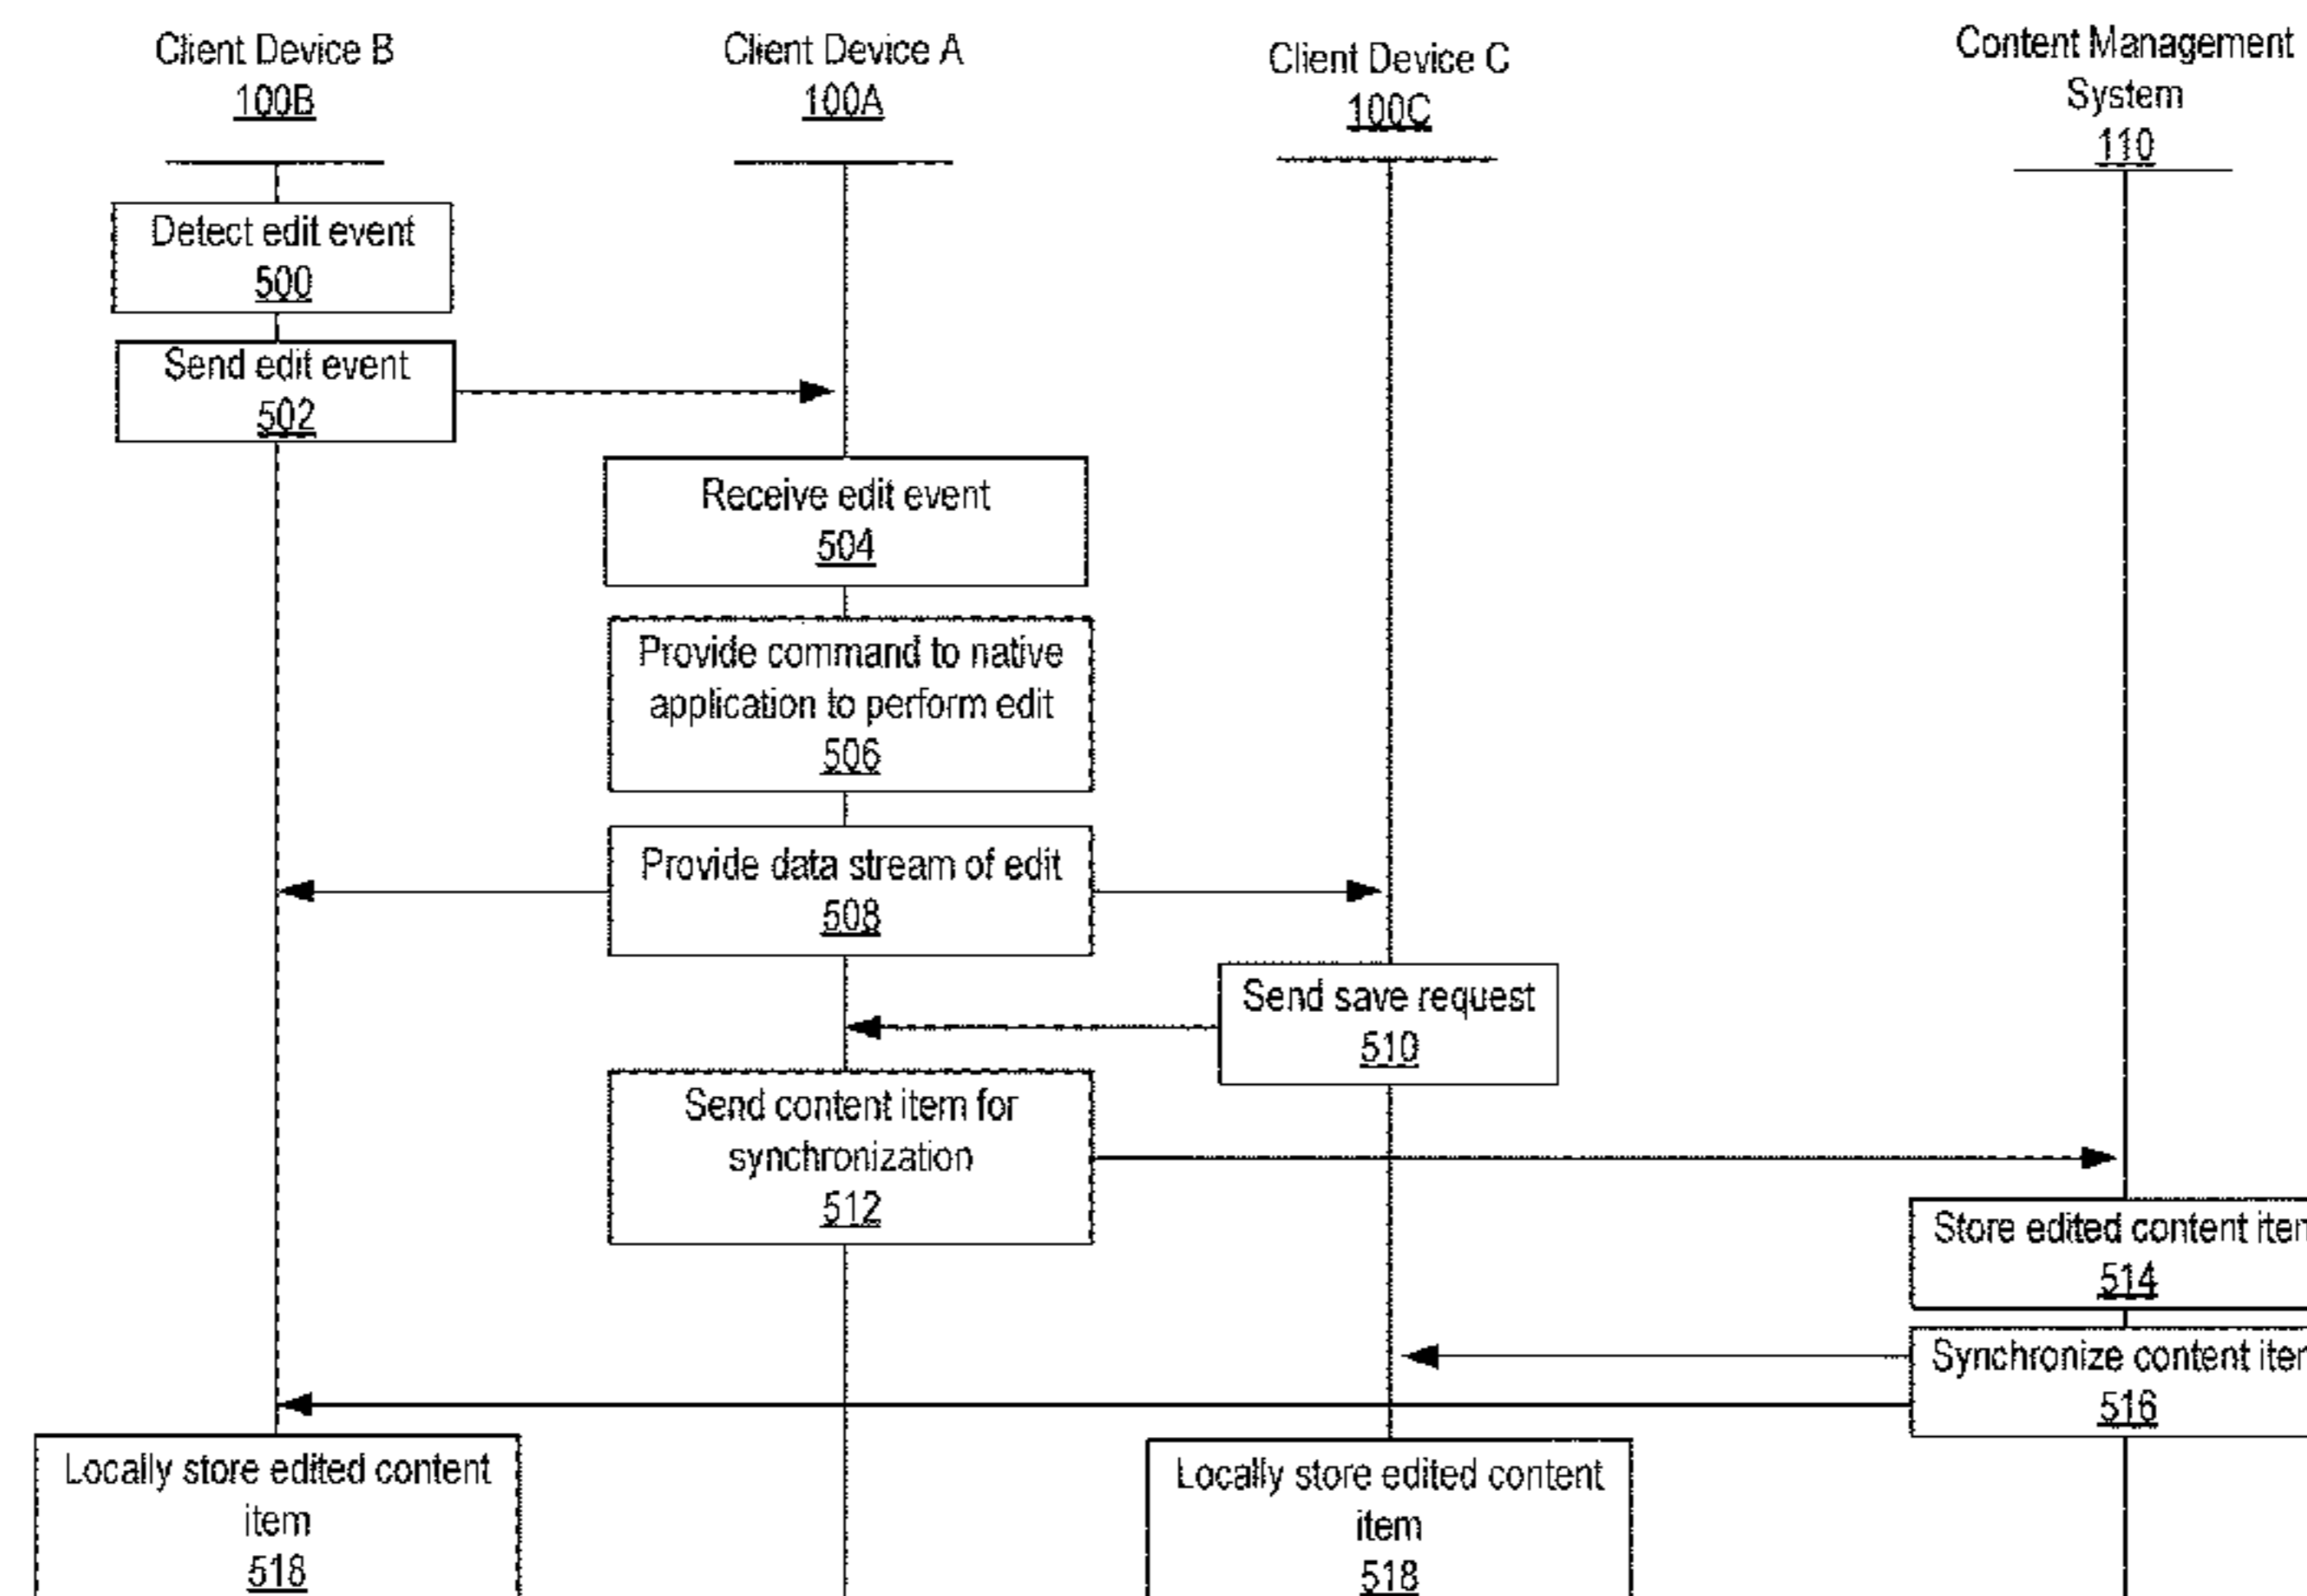 Client Device B
100B
Client Device A
100A
Client Device C
100C
Content Management
System
110
Detect edit event
500
Send edit event
502
Receive edit event
504
Provide command to native
application to perform edit
506
Provide data stream of edit
508
Send save request
510
Send content item for
synchronization
512
Store edited content
514
Synchronize content
516
Locally store edited content
item
518
Locally store edited content
item
518